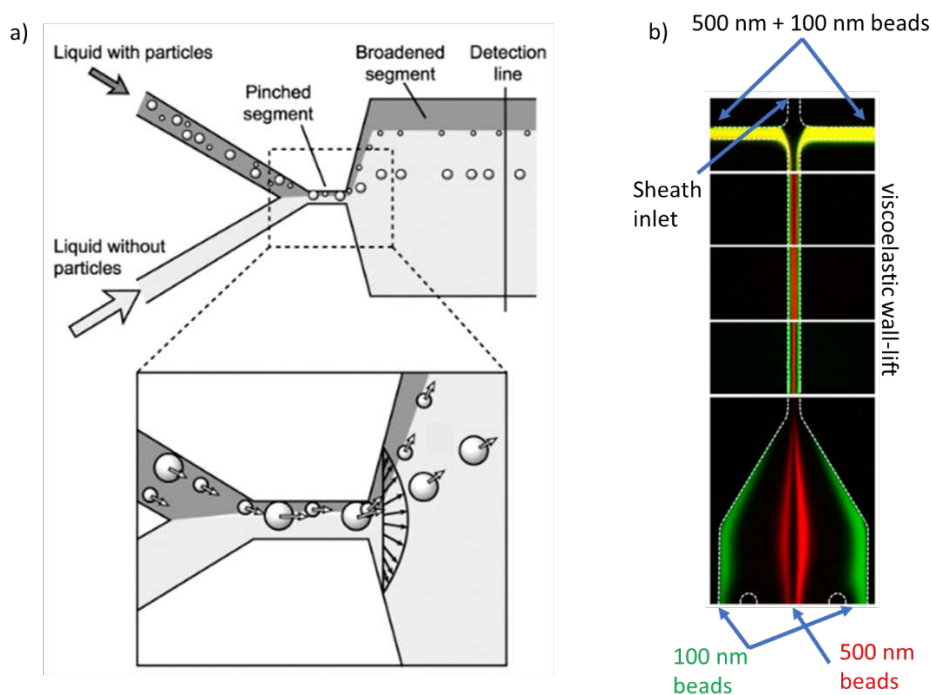 a)
Liquid with particles
Broadened
segment
Detection
line
Pinched
segment
Liquid without
particles
b)
500 nm + 100 nm beads
Sheath
inlet
viscoelastic wall-lift
100 nm
beads
500 nm
beads